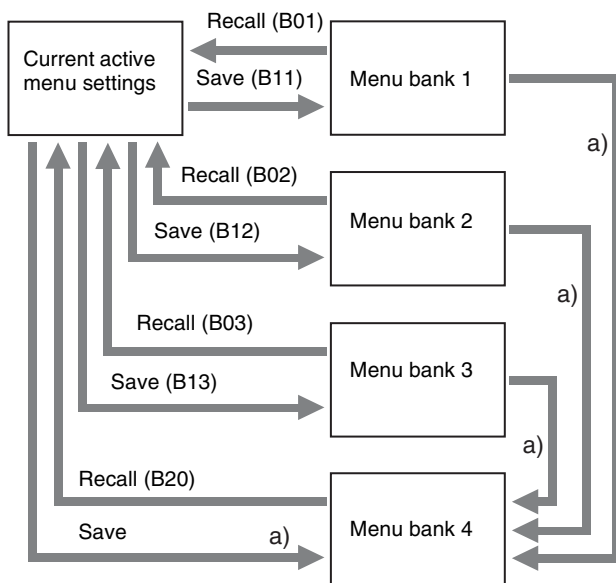 Recall (B01)
Current active
menu settings
Menu bank 1
Save (B11)
a)
Recall (B02)
Menu bank 2
Save (B12)
a)
Recall (B03)
Menu bank 3
Save (B13)
a)
Recall (B20)
Menu bank 4
Save
a)